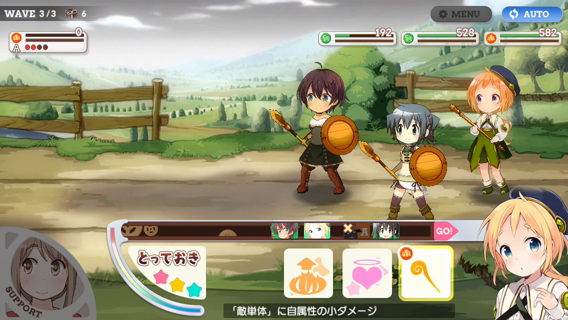 WAVE 3/3 6
MENU
AUTO
0
A
192
528
582
GO!
とっておき
SUPPORT
「敵単体」に自属性の小ダメージ